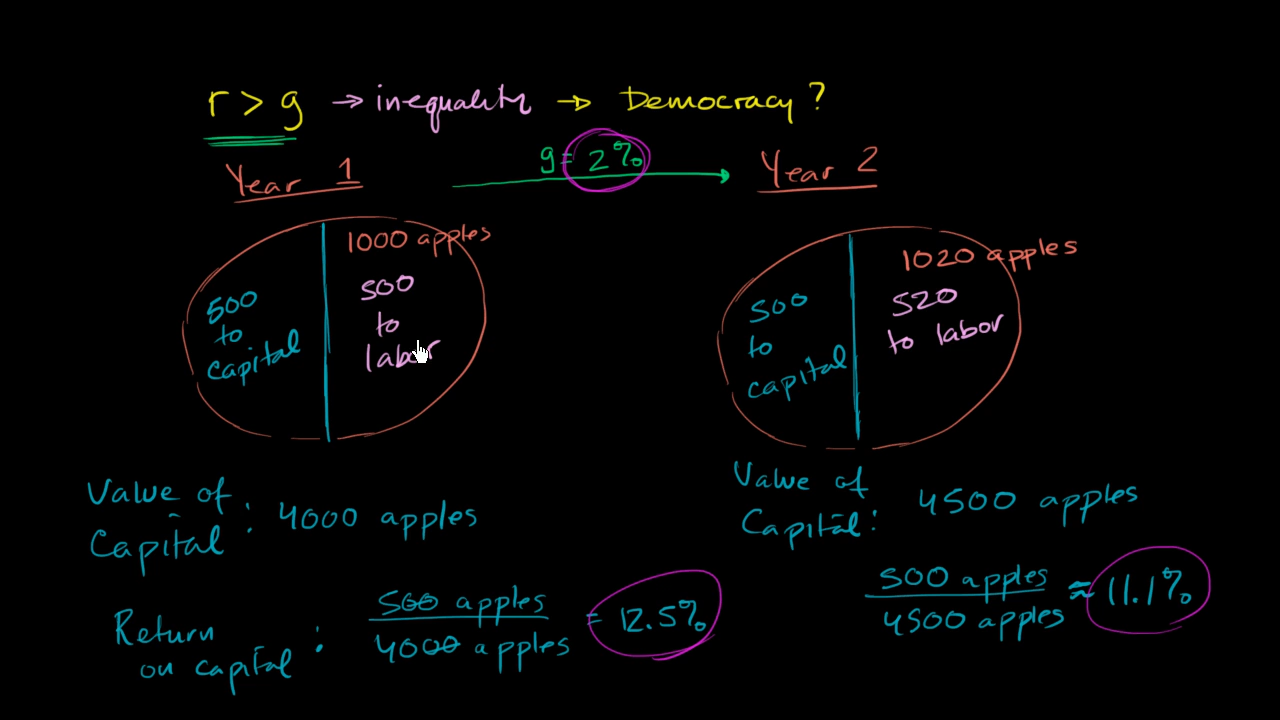 r > g → inequality → Democracy?
Year 1
g = 2%
Year 2
1000 apples
500
to
capital
500
to
labor
1020 apples
500
to
capital
520
to labor
Value of
Capital : 4000 apples
Return
on capital : 500 apples
4000 apples
= 12.5%
Value of
Capital : 4500 apples
500 apples
4500 apples
≈ 11.1%